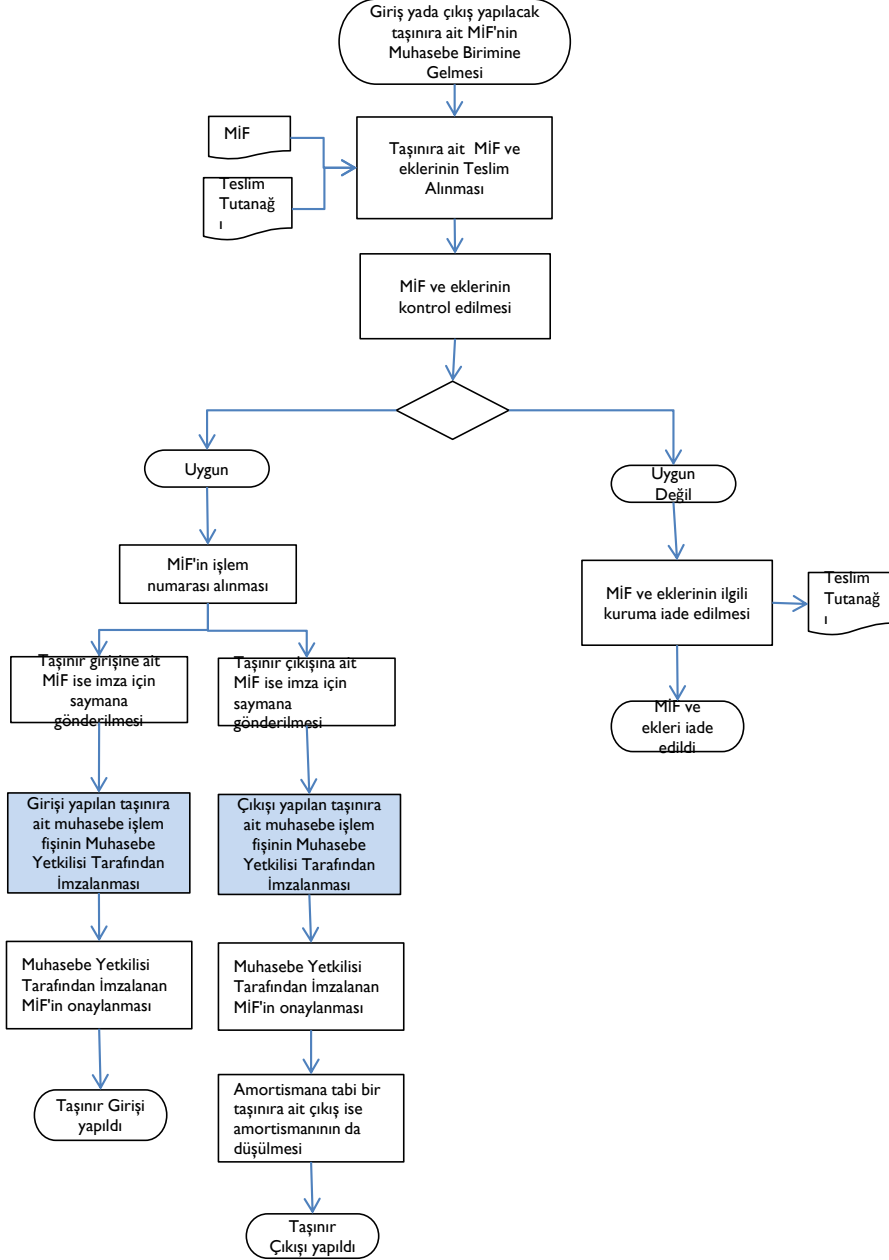 Giriş yada çıkış yapılacak
taşınıra ait MİF'nin
Muhasebe Birimine
Gelmesi
MİF
Teslim
Tutanağ
ı
Taşınıra ait MİF ve
eklerinin Teslim
Alınması
MİF ve eklerinin
kontrol edilmesi
Uygun
Uygun
Değil
MİF'in işlem
numarası alınması
MİF ve eklerinin ilgili
kuruma iade edilmesi
Teslim
Tutanağ
ı
Taşınır girişine ait
MİF ise imza için
saymana
gönderilmesi
Taşınır çıkışına ait
MİF ise imza için
saymana
gönderilmesi
MİF ve
ekleri iade
edildi
Girişi yapılan taşınıra
ait muhasebe işlem
fişinin Muhasebe
Yetkilisi Tarafından
İmzalanması
Çıkışı yapılan taşınıra
ait muhasebe işlem
fişinin Muhasebe
Yetkilisi Tarafından
İmzalanması
Muhasebe Yetkilisi
Tarafından İmzalanan
MİF'in onaylanması
Muhasebe Yetkilisi
Tarafından İmzalanan
MİF'in onaylanması
Taşınır Girişi
yapıldı
Amortismana tabi bir
taşınıra ait çıkış ise
amortismanının da
düşülmesi
Taşınır
Çıkışı yapıldı